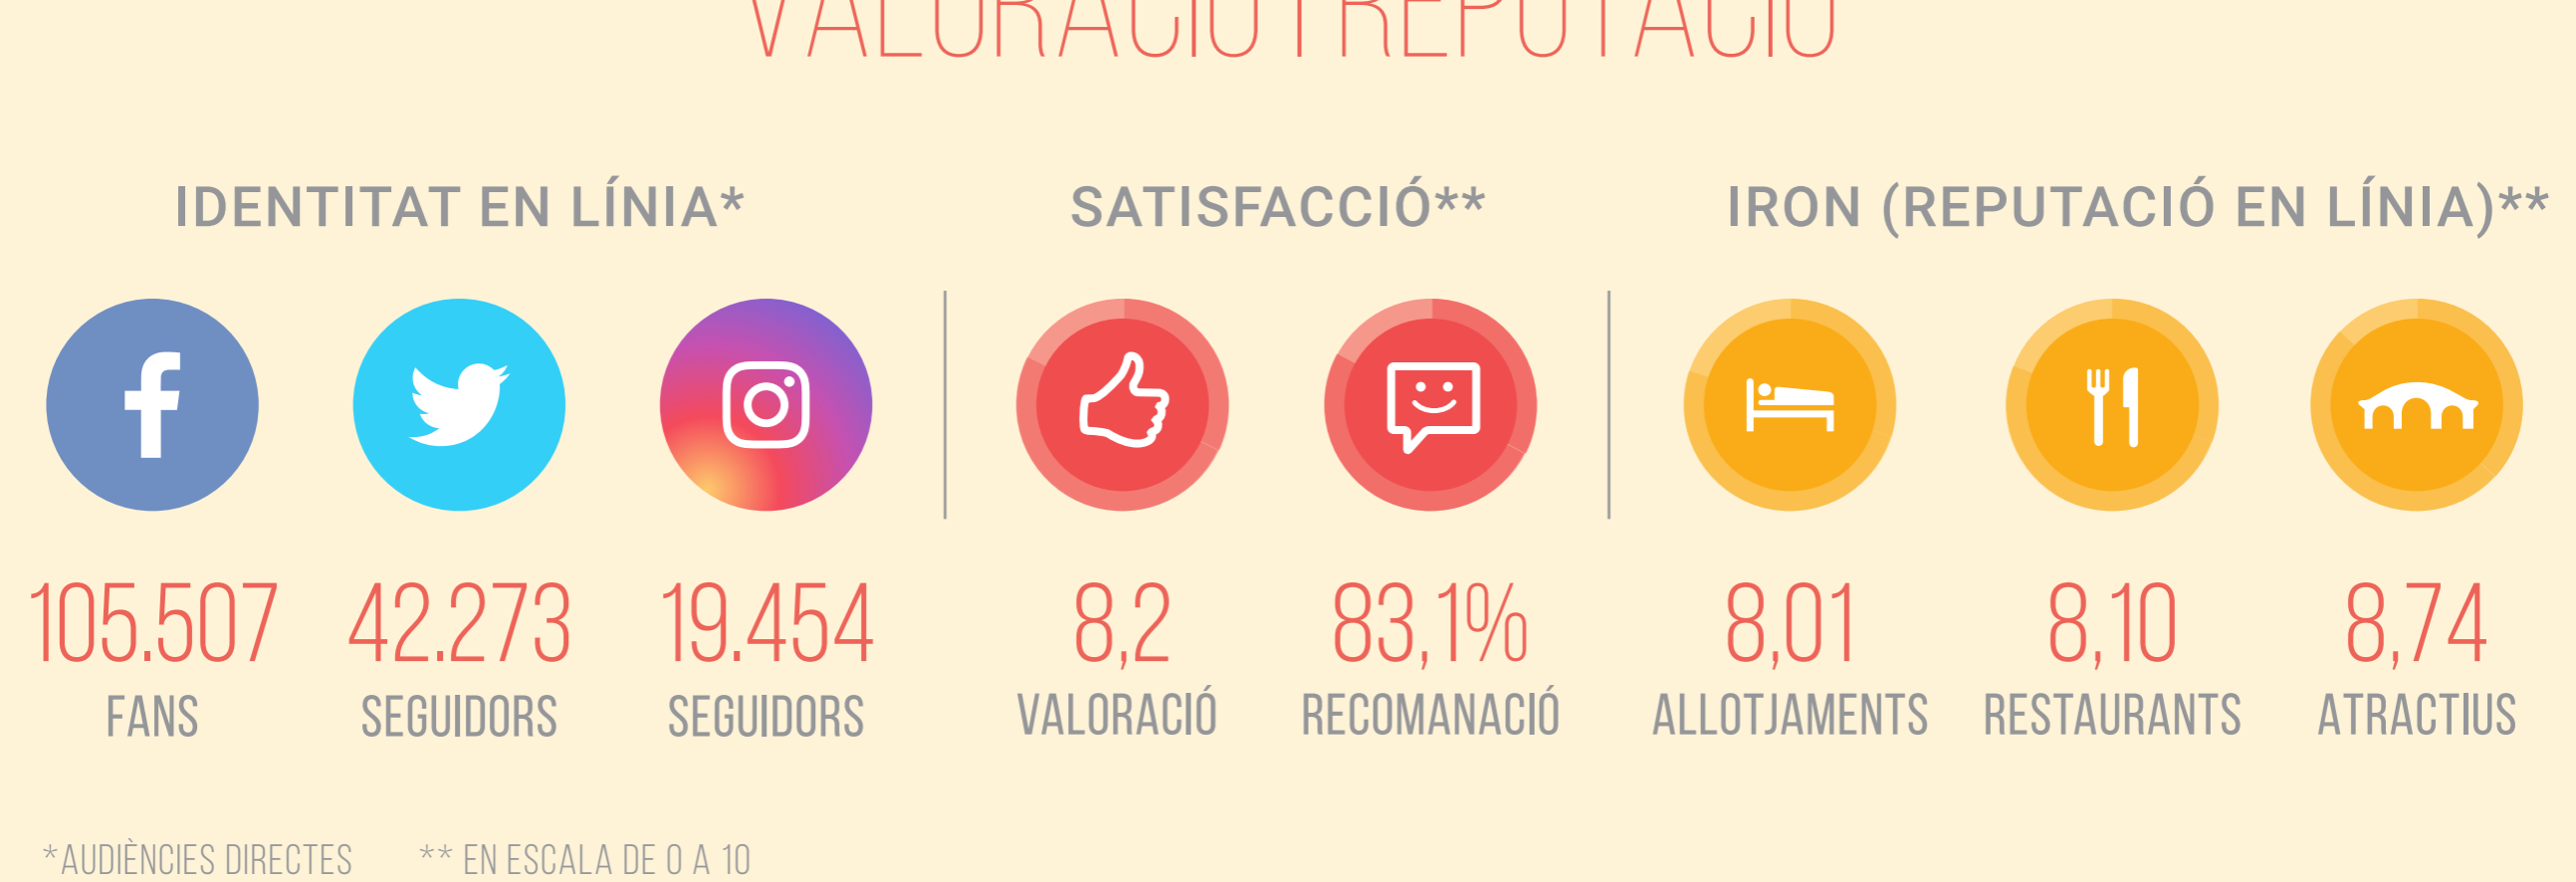 VALORACIÓ I REPUTACIÓ
IDENTITAT EN LÍNIA*
SATISFACCIÓ**
IRON (REPUTACIÓ EN LÍNIA)**
105.507
42.273
19.454
8,2
83,1%
8,01
8,10
8,74
FANS
SEGUIDORS
SEGUIDORS
VALORACIÓ
RECOMANACIÓ
ALLOTJAMENTS
RESTAURANTS
ATRACTIUS
*AUDIÈNCIES DIRECTES
** EN ESCALA DE 0 A 10